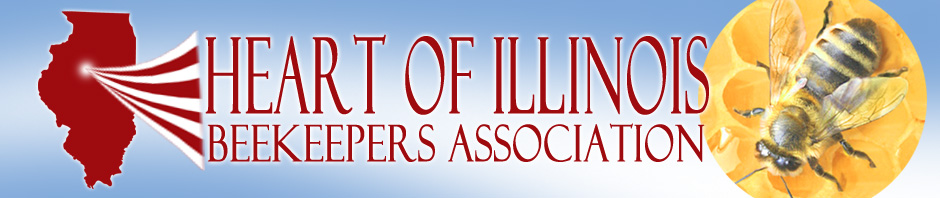 HEART OF ILLINOIS
BEEKEEPERS ASSOCIATION